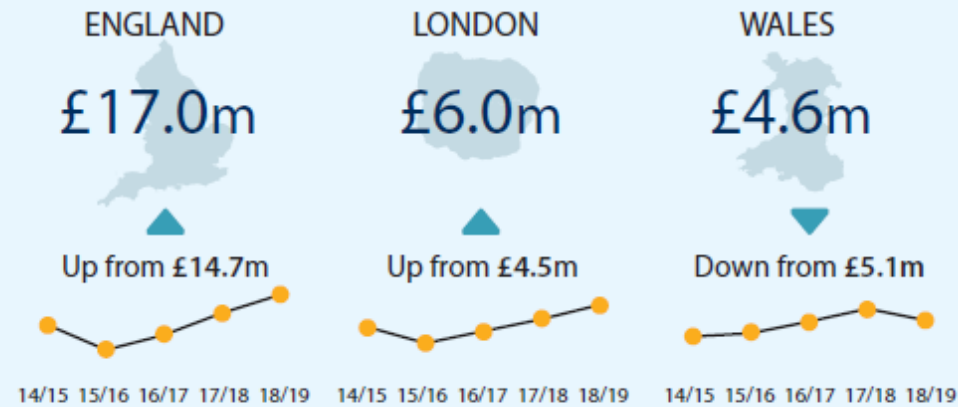 ENGLAND
£17.0m
Up from £14.7m
14/15 15/16 16/17 17/18 18/19
LONDON
£6.0m
Up from £4.5m
14/15 15/16 16/17 17/18 18/19
WALES
£4.6m
Down from £5.1m
14/15 15/16 16/17 17/18 18/19